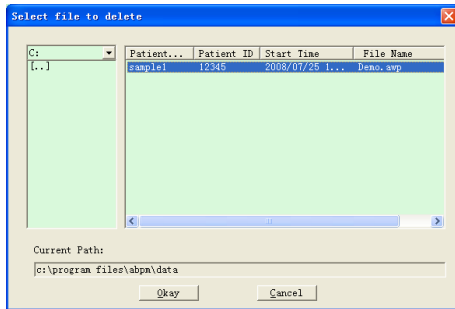 Select file to delete
C:
[..]
Patient... Patient ID Start Time File Name
sample1 12345 2008/07/25 1... Demo.awp
Current Path:
c:\program files\abpm\data
Okay Cancel